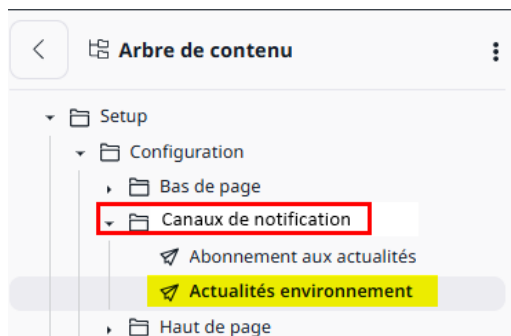 Arbre de contenu
Setup
Configuration
Bas de page
Canaux de notification
Abonnement aux actualités
Actualités environnement
Haut de page